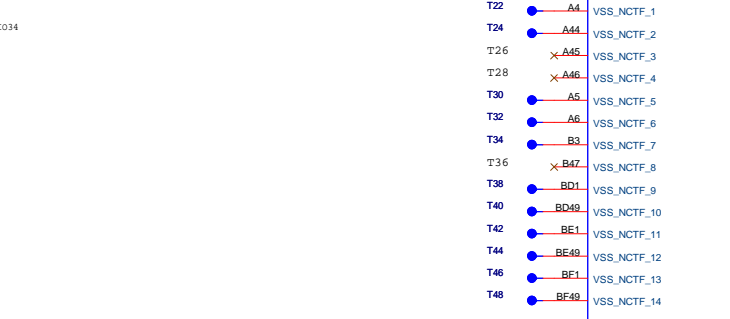 T22 A4 VSS_NCTF_1
T24 A44 VSS_NCTF_2
T26 A45 VSS_NCTF_3
T28 A46 VSS_NCTF_4
T30 A5 VSS_NCTF_5
T32 A6 VSS_NCTF_6
T34 B3 VSS_NCTF_7
T36 B47 VSS_NCTF_8
T38 BD1 VSS_NCTF_9
T40 BD49 VSS_NCTF_10
T42 BE1 VSS_NCTF_11
T44 BE49 VSS_NCTF_12
T46 BF1 VSS_NCTF_13
T48 BF49 VSS_NCTF_14